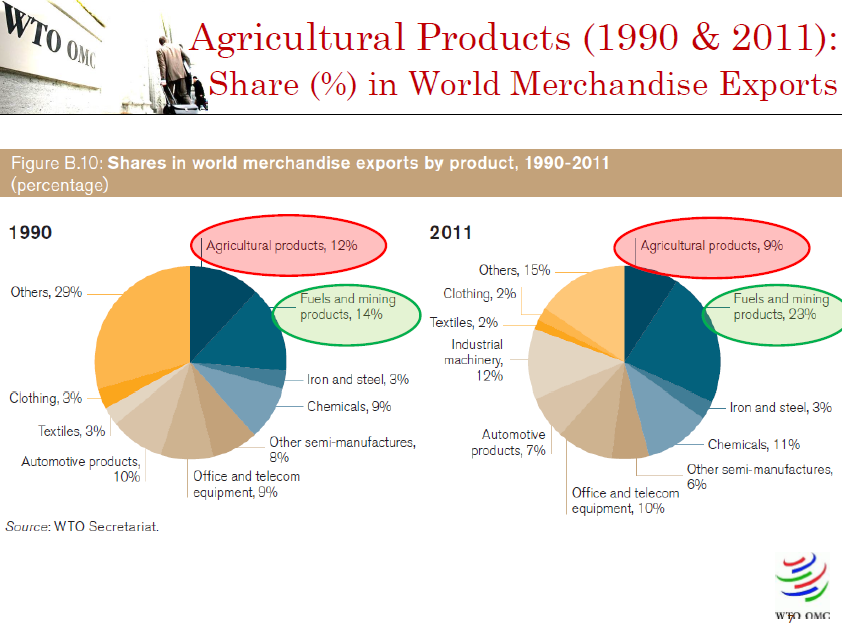 WTO OMC
Agricultural Products (1990 & 2011):
Share (%) in World Merchandise Exports
Figure B.10: Shares in world merchandise exports by product, 1990-2011
(percentage)
1990
Agricultural products, 12%
Fuels and mining
products, 14%
Others, 29%
Iron and steel, 3%
Chemicals, 9%
Clothing, 3%
Textiles, 3%
Other semi-manufactures,
8%
Automotive products,
10%
Office and telecom
equipment, 9%
2011
Agricultural products, 9%
Others, 15%
Fuels and mining
products, 23%
Clothing, 2%
Textiles, 2%
Industrial
machinery,
12%
Iron and steel, 3%
Automotive
products, 7%
Chemicals, 11%
Other semi-manufactures,
6%
Office and telecom
equipment, 10%
Source: WTO Secretariat.
WTO OMC
7